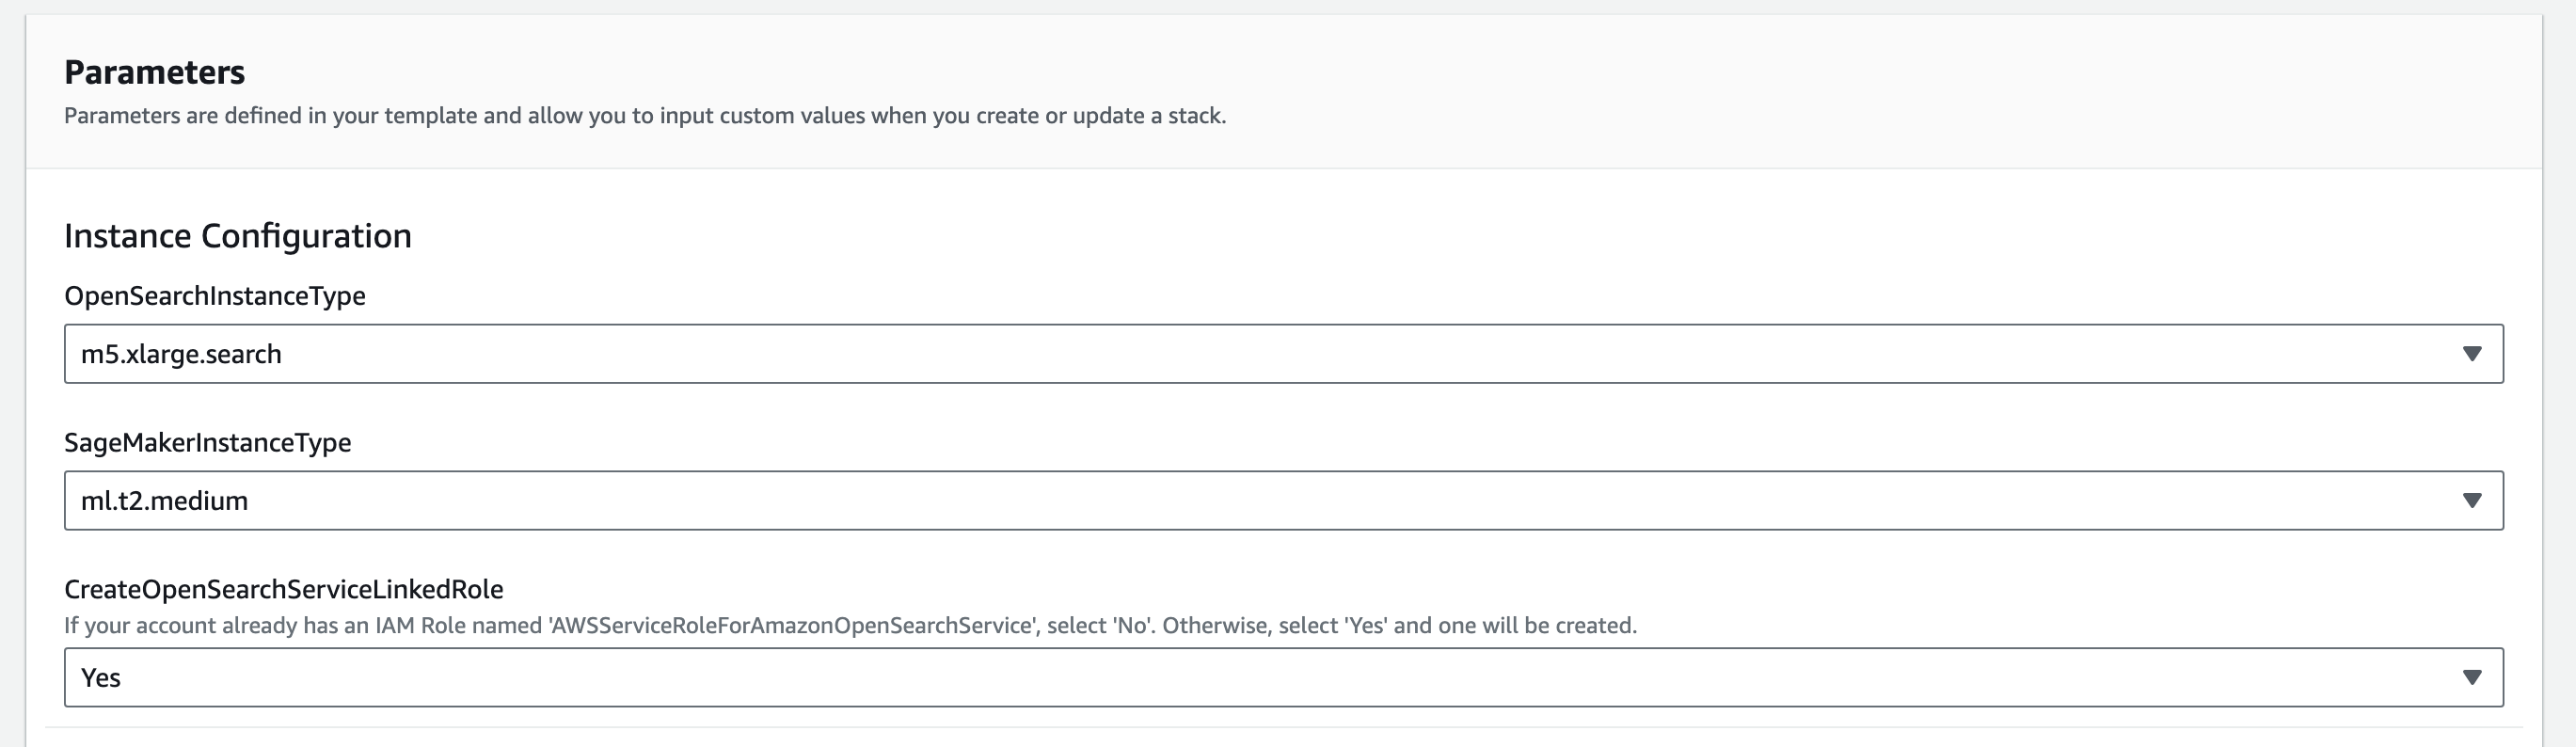 Parameters
Parameters are defined in your template and allow you to input custom values when you create or update a stack.
Instance Configuration
OpenSearchInstanceType
m5.xlarge.search
SageMakerInstanceType
ml.t2.medium
CreateOpenSearchServiceLinkedRole
If your account already has an IAM Role named 'AWSServiceRoleForAmazonOpenSearchService', select 'No'. Otherwise, select 'Yes' and one will be created.
Yes